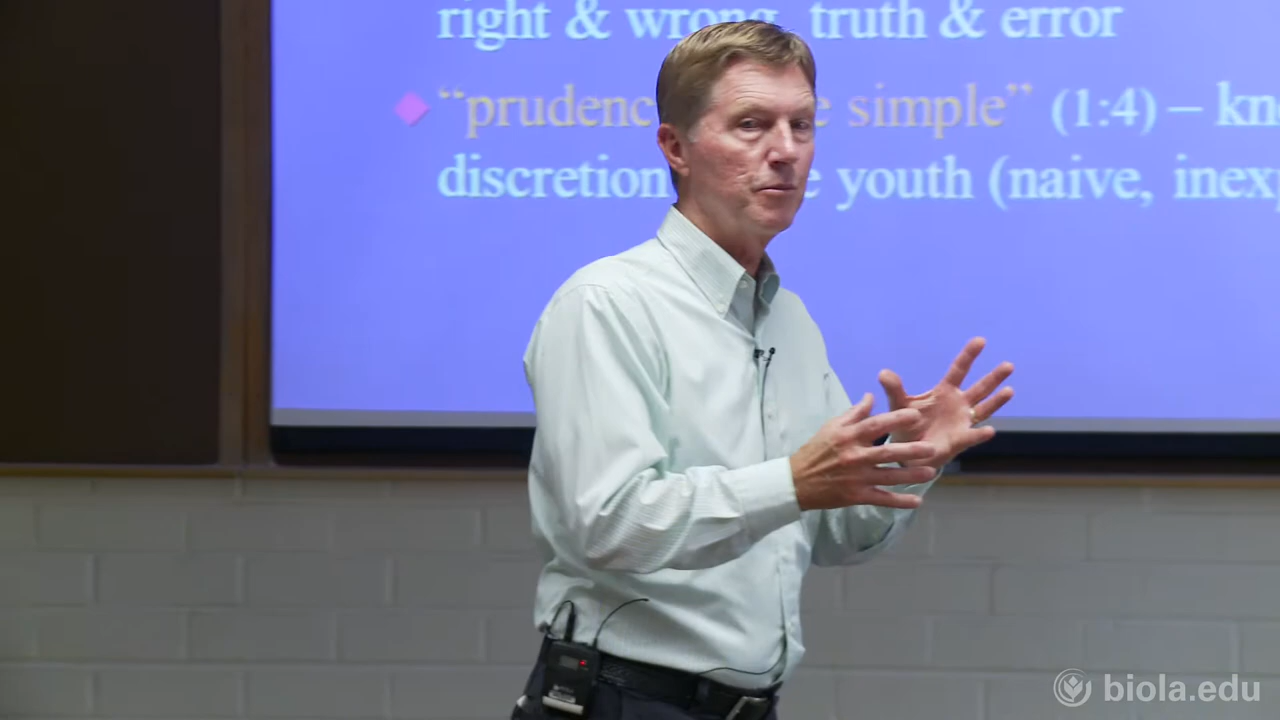 right & wrong, truth & error
“prudenc e simple” (1:4) – kn
discretion e youth (naive, inexp
biola.edu